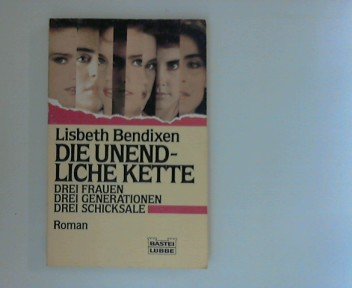 Lisbeth Bendixen
DIE UNEND-
LICHE KETTE
DREI FRAUEN
DREI GENERATIONEN
DREI SCHICKSALE
Roman
BASTEI
LÜBBE